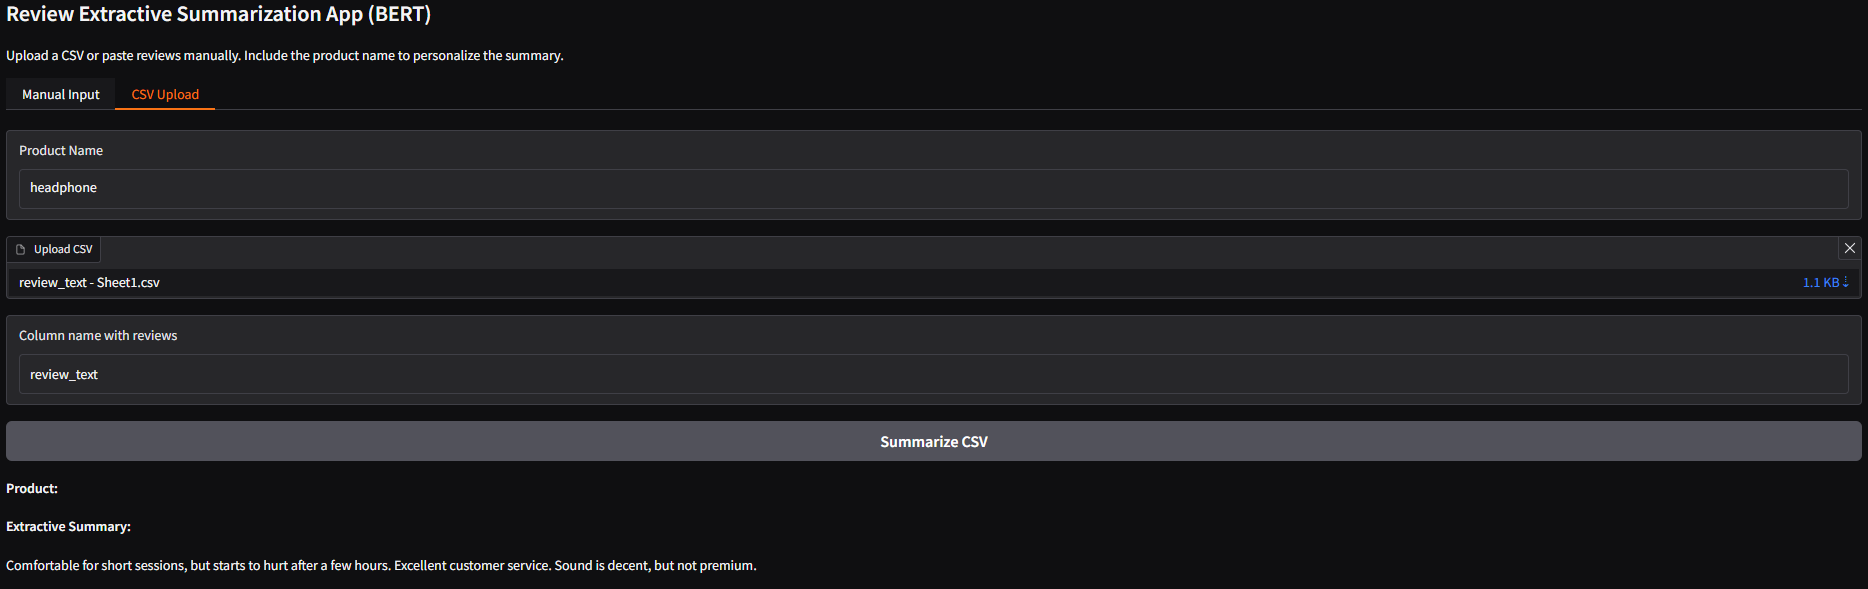 Review Extractive Summarization App (BERT)
Upload a CSV or paste reviews manually. Include the product name to personalize the summary.
Manual Input
CSV Upload
Product Name
headphone
Upload CSV
review_text - Sheet1.csv
1.1 KB ⇣
Column name with reviews
review_text
Summarize CSV
Product:
Extractive Summary:
Comfortable for short sessions, but starts to hurt after a few hours. Excellent customer service. Sound is decent, but not premium.